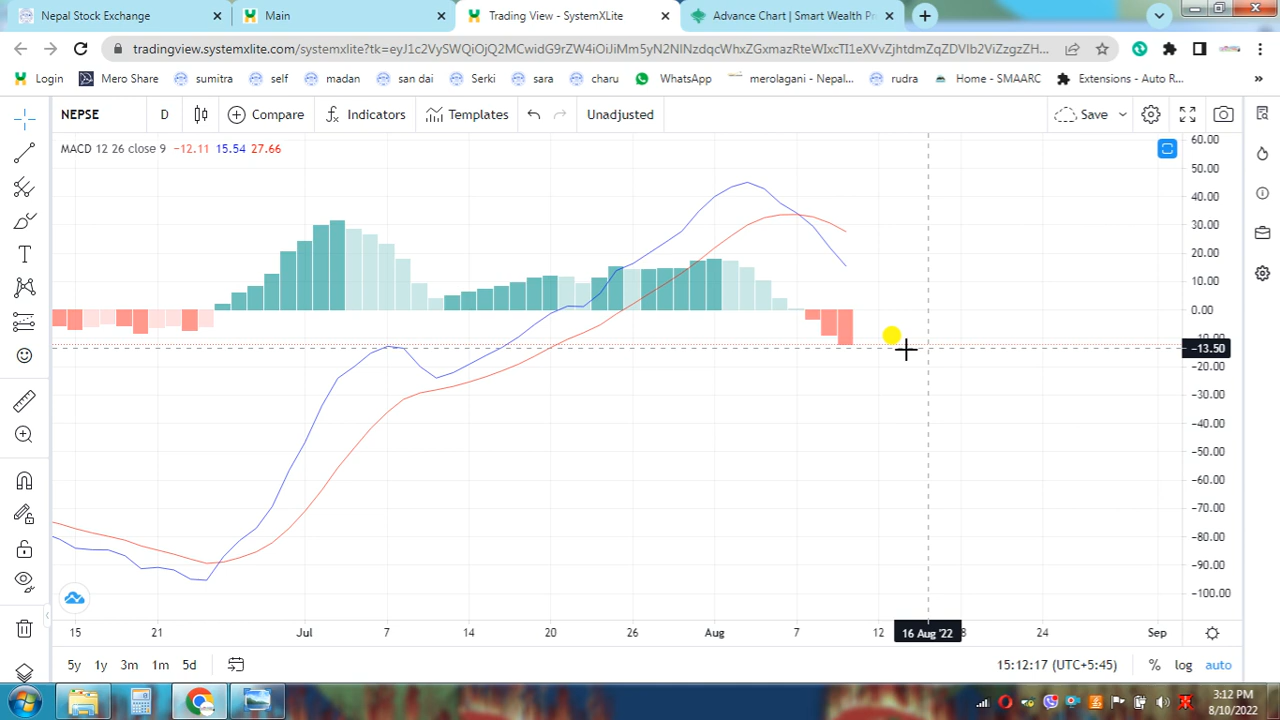 Nepal Stock Exchange
Main
Trading View - SystemXLite
Advance Chart | Smart Wealth Pr
Login
Mero Share
sumitra
self
madan
san dai
Serki
sara
charu
WhatsApp
merolagani - Nepal...
rudra
Home - SMAARC
Extensions - Auto R...
»
NEPSE
D
Compare
Indicators
Templates
Unadjusted
Save
MACD 12 26 close 9 −12.11 15.54 27.66
60.00
50.00
40.00
30.00
20.00
10.00
0.00
−13.50
−20.00
−30.00
−40.00
−50.00
−60.00
−70.00
−80.00
−90.00
−100.00
15
21
Jul
7
14
20
26
Aug
7
12
16 Aug '22
24
Sep
5y
1y
3m
1m
5d
15:12:17 (UTC+5:45)
%
log
auto
3:12 PM
8/10/2022